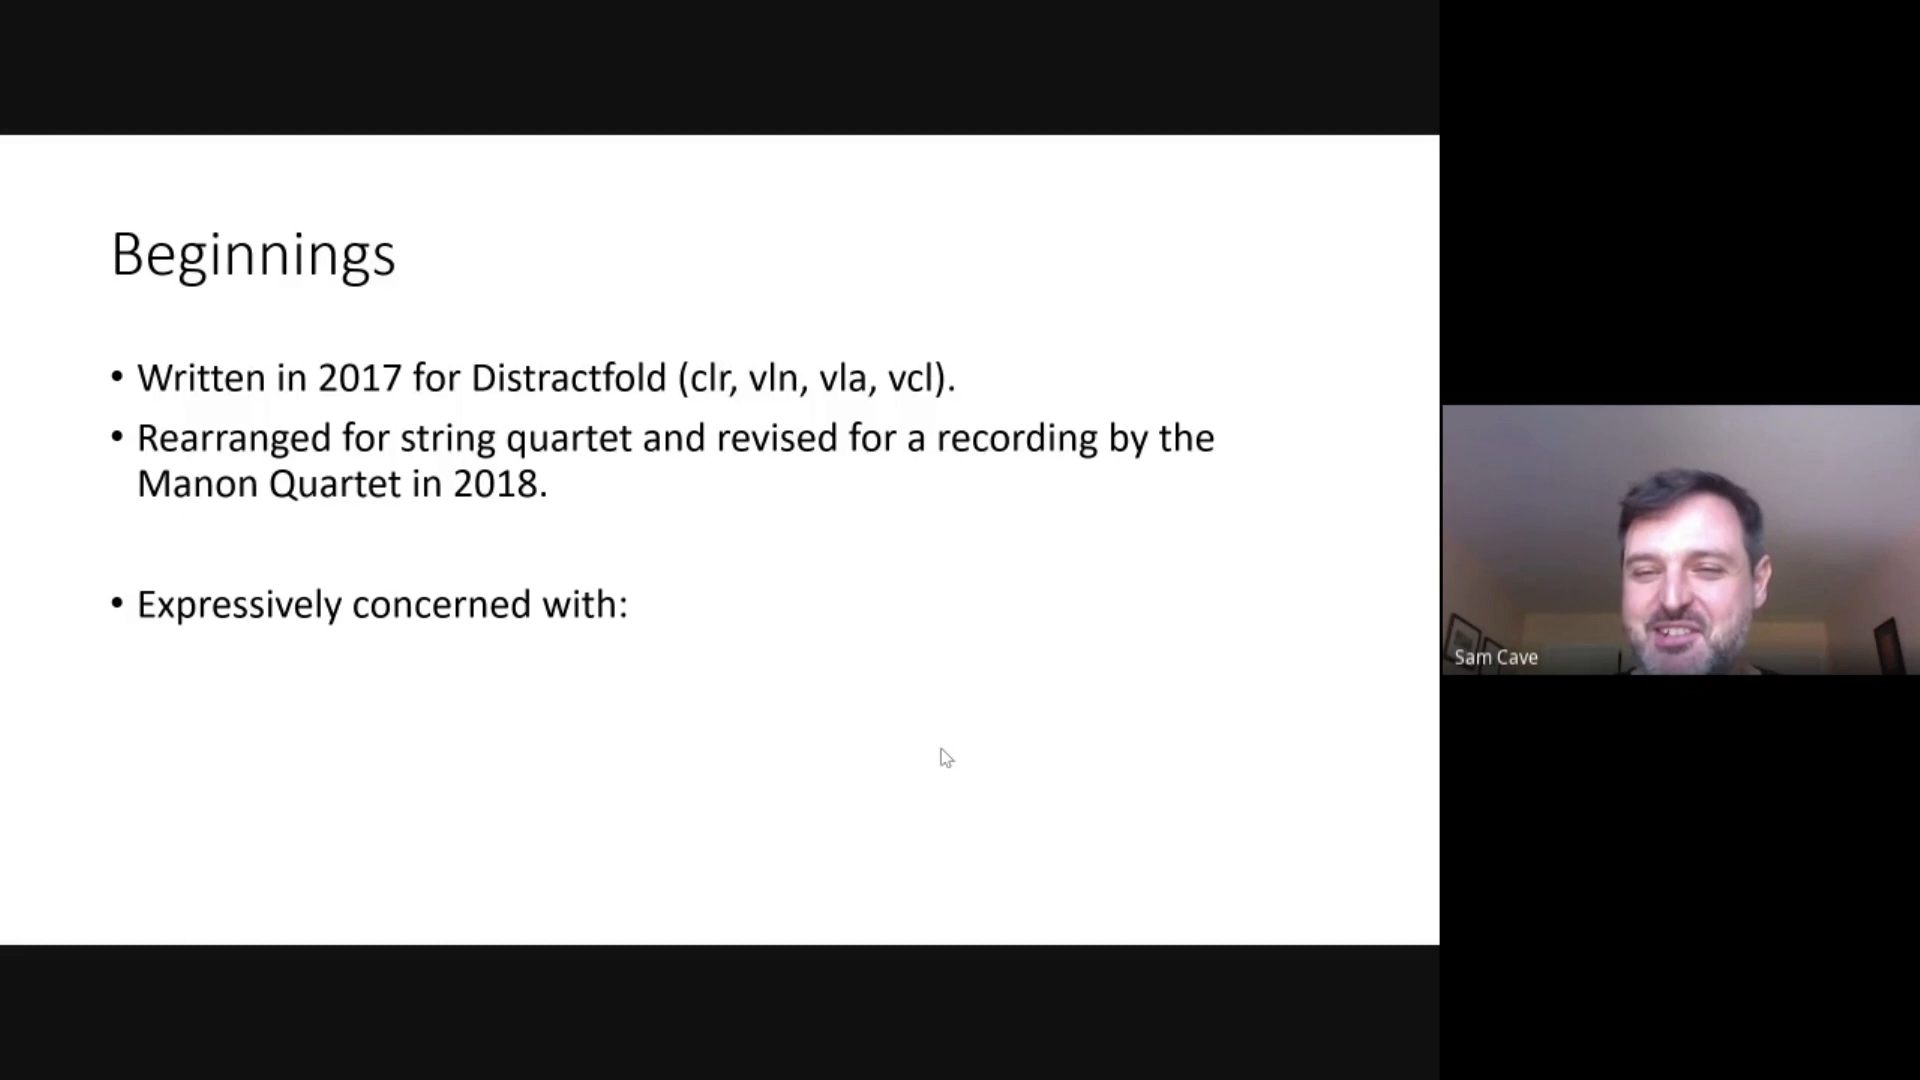 Beginnings
• Written in 2017 for Distractfold (clr, vln, vla, vcl).
• Rearranged for string quartet and revised for a recording by the
Manon Quartet in 2018.
• Expressively concerned with:
Sam Cave